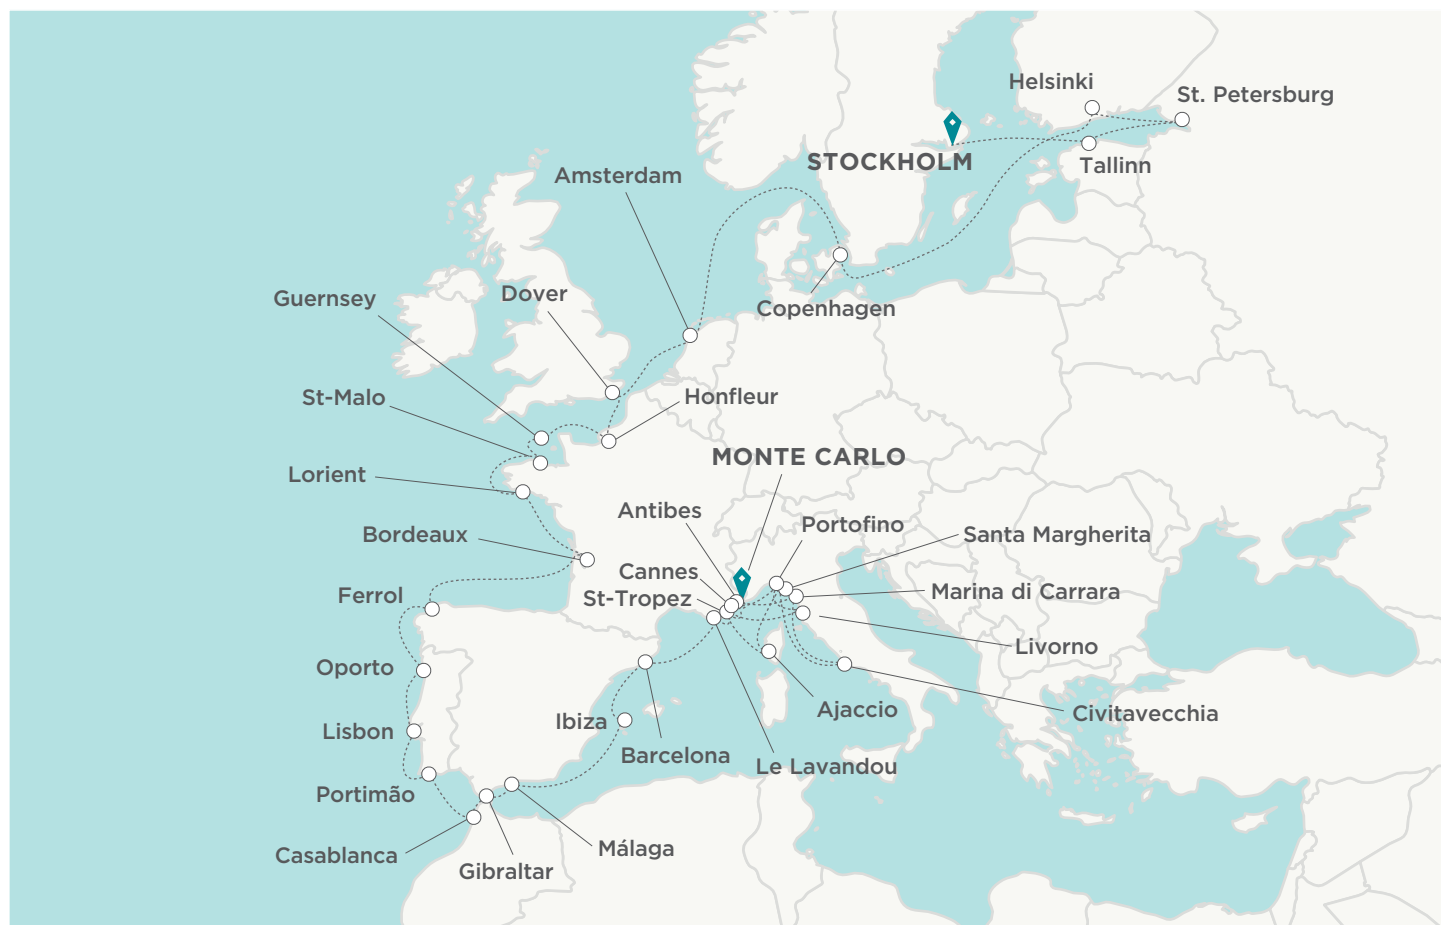 Helsinki
St. Petersburg
STOCKHOLM
Tallinn
Amsterdam
Guernsey
Dover
Copenhagen
St-Malo
Honfleur
MONTE CARLO
Lorient
Antibes
Portofino
Bordeaux
Santa Margherita
Cannes
Ferrol
St-Tropez
Marina di Carrara
Livorno
Oporto
Ajaccio
Civitavecchia
Lisbon
Ibiza
Barcelona
Le Lavandou
Portimão
Casablanca
Málaga
Gibraltar